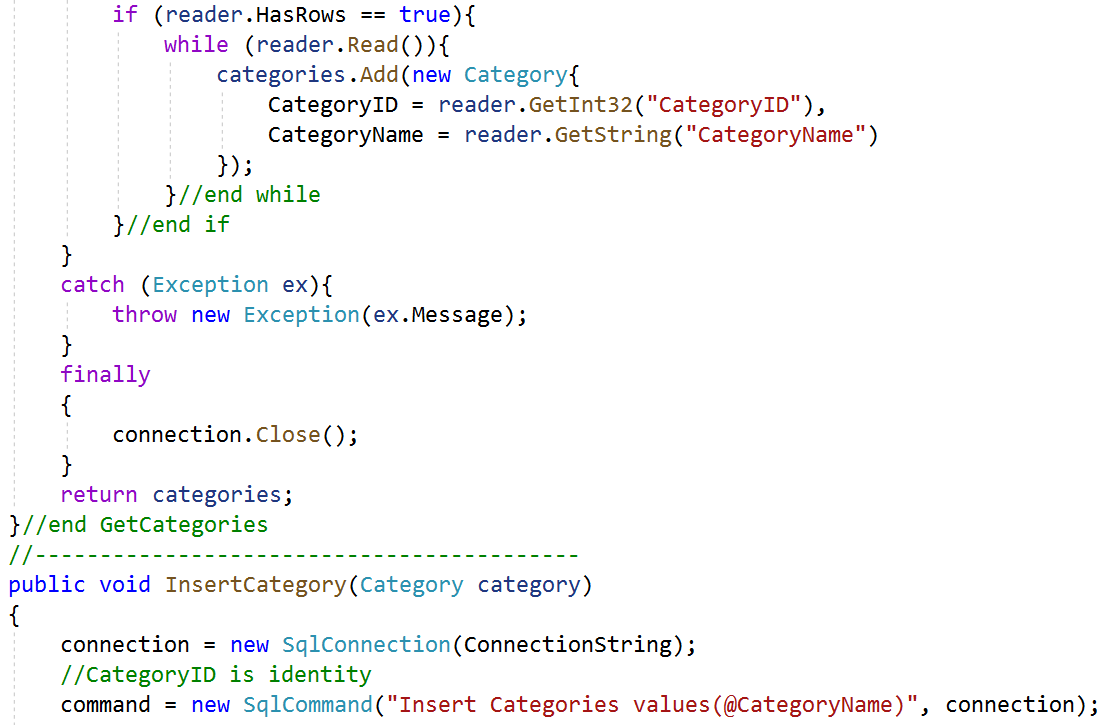 if (reader.HasRows == true){
while (reader.Read()){
categories.Add(new Category{
CategoryID = reader.GetInt32("CategoryID"),
CategoryName = reader.GetString("CategoryName")
});
}//end while
}//end if
}
catch (Exception ex){
throw new Exception(ex.Message);
}
finally
{
connection.Close();
}
return categories;
}//end GetCategories
//------------------------------------------
public void InsertCategory(Category category)
{
connection = new SqlConnection(ConnectionString);
//CategoryID is identity
command = new SqlCommand("Insert Categories values(@CategoryName)", connection);